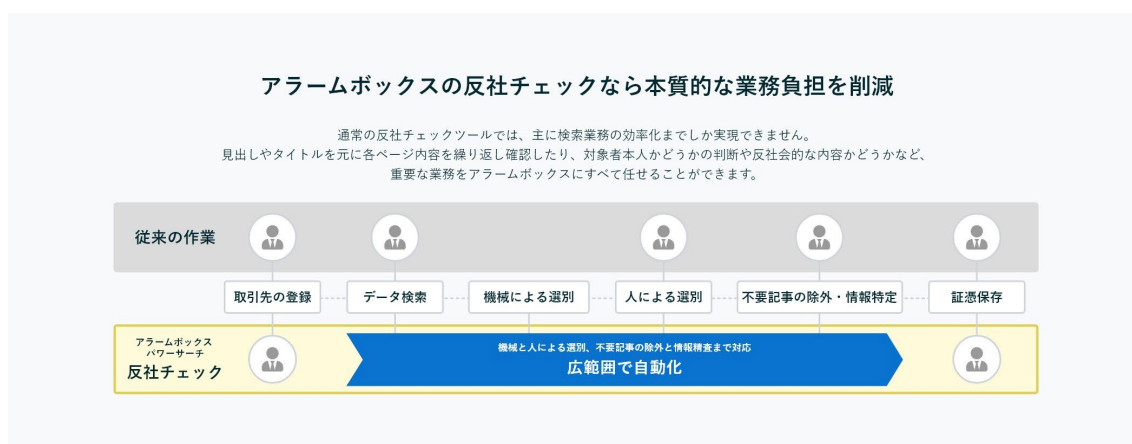 アラームボックスの反社チェックなら本質的な業務負担を削減
通常の反社チェックツールでは、主に検索業務の効率化までしか実現できません。
見出しやタイトルを元に各ページ内容を繰り返し確認したり、対象者本人かどうかの判断や反社会的な内容かどうかなど、
重要な業務をアラームボックスにすべて任せることができます。
従来の作業
取引先の登録
データ検索
機械による選別
人による選別
不要記事の除外・情報特定
証憑保存
アラームボックス
パワーサーチ
反社チェック
機械と人による選別、不要記事の除外と情報精査まで対応
広範囲で自動化